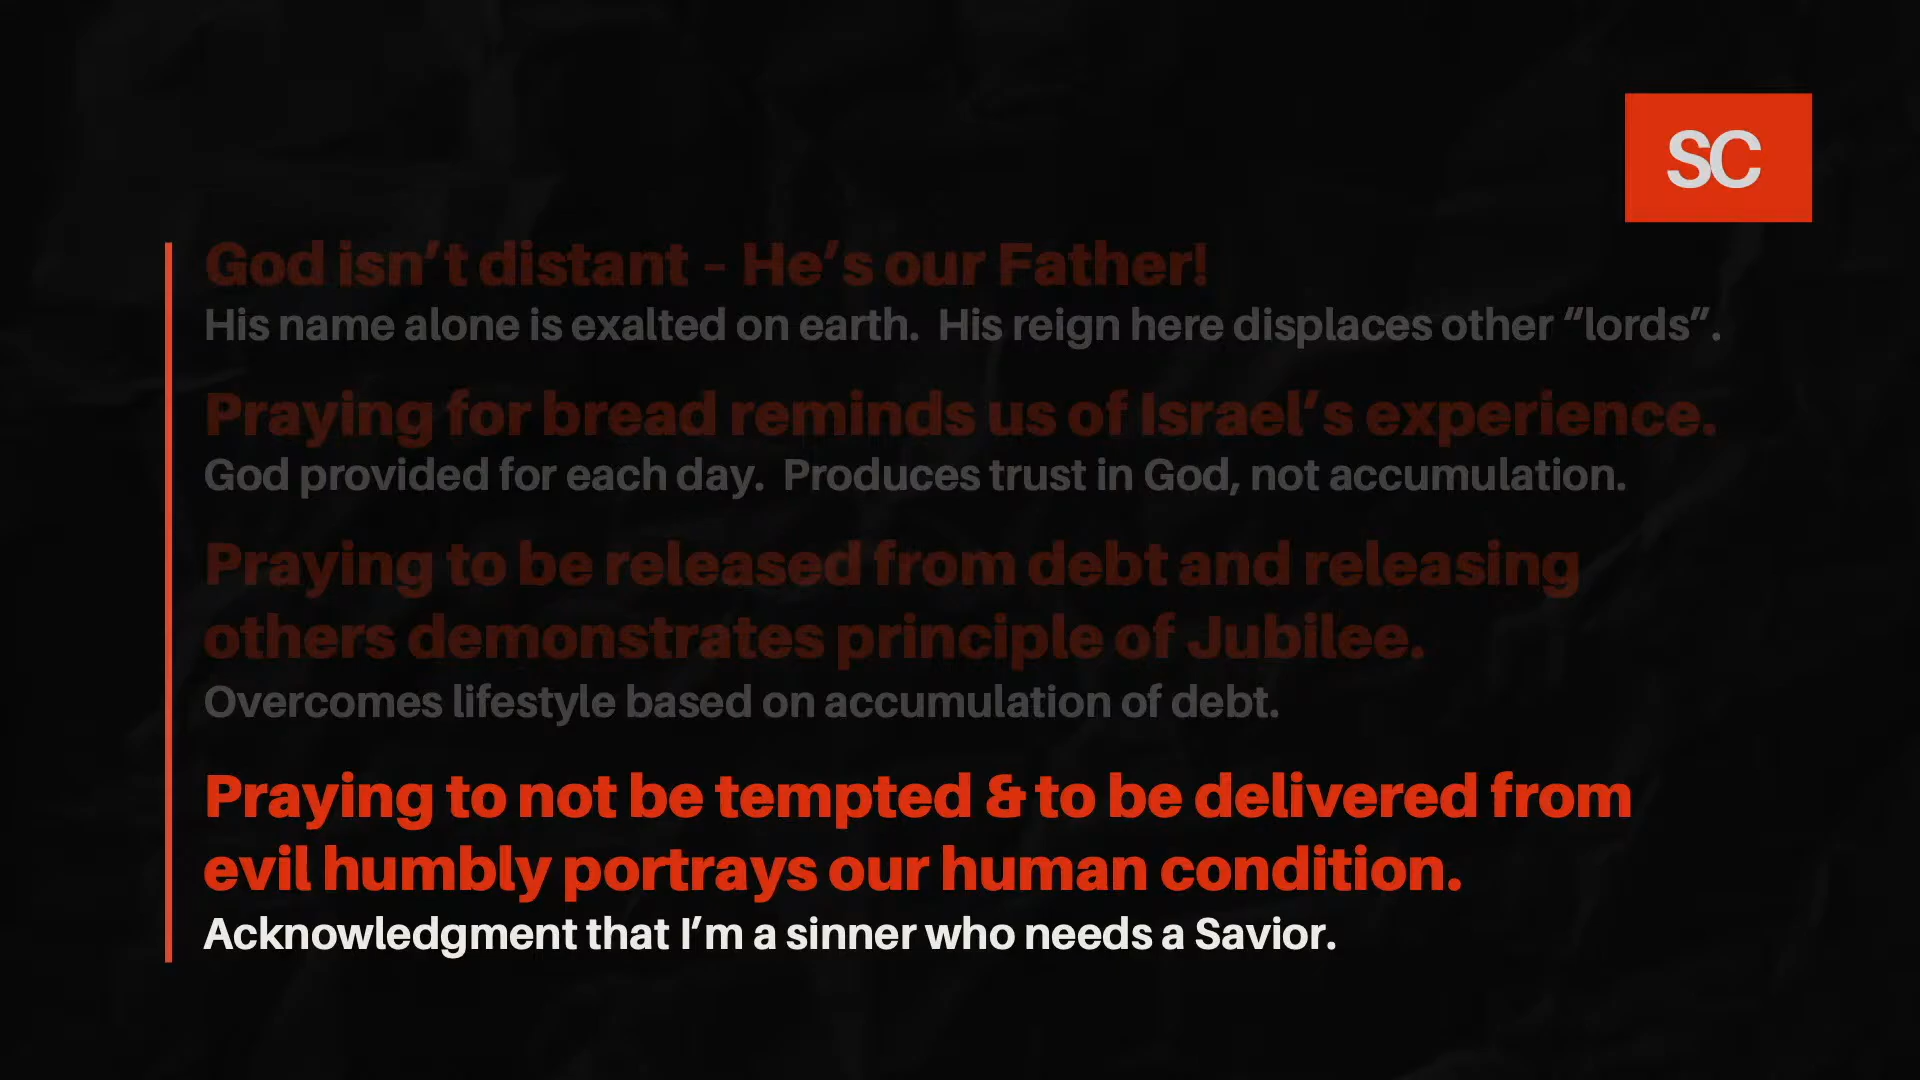 SC
God isn’t distant – He’s our Father!
His name alone is exalted on earth.  His reign here displaces other “lords”.
Praying for bread reminds us of Israel’s experience.
God provided for each day.  Produces trust in God, not accumulation.
Praying to be released from debt and releasing
others demonstrates principle of Jubilee.
Overcomes lifestyle based on accumulation of debt.
Praying to not be tempted & to be delivered from
evil humbly portrays our human condition.
Acknowledgment that I’m a sinner who needs a Savior.